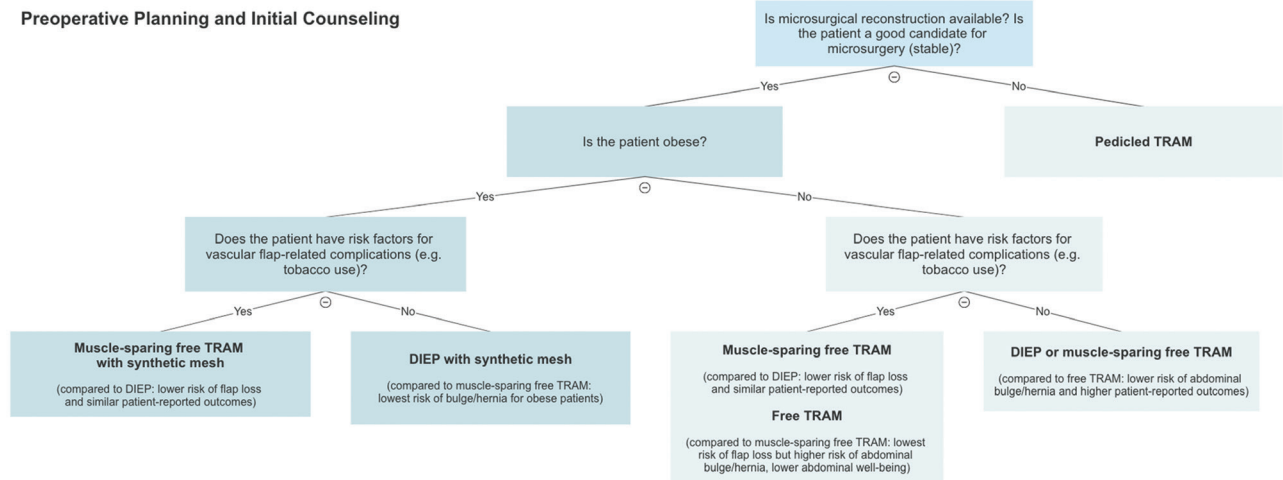 Preoperative Planning and Initial Counseling
Is microsurgical reconstruction available? Is
the patient a good candidate for
microsurgery (stable)?
Yes
No
Is the patient obese?
Pedicled TRAM
Yes
No
Does the patient have risk factors for
vascular flap-related complications (e.g.
tobacco use)?
Does the patient have risk factors for
vascular flap-related complications (e.g.
tobacco use)?
Yes
No
Yes
No
Muscle-sparing free TRAM
with synthetic mesh
(compared to DIEP: lower risk of flap loss
and similar patient-reported outcomes)
DIEP with synthetic mesh
(compared to muscle-sparing free TRAM:
lowest risk of bulge/hernia for obese patients)
Muscle-sparing free TRAM
(compared to DIEP: lower risk of flap loss
and similar patient-reported outcomes)
Free TRAM
(compared to muscle-sparing free TRAM: lowest
risk of flap loss but higher risk of abdominal
bulge/hernia, lower abdominal well-being)
DIEP or muscle-sparing free TRAM
(compared to free TRAM: lower risk of abdominal
bulge/hernia and higher patient-reported outcomes)